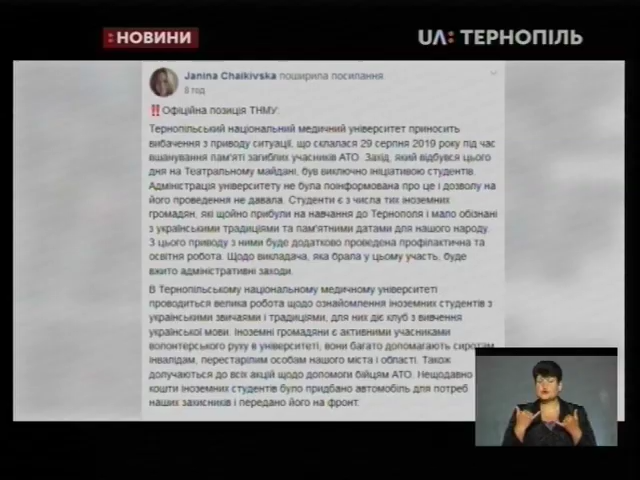 :НОВИНИ
UA: ТЕРНОПІЛЬ
Janina Chaikivska поширила посилання.
8 год
‼ Офіційна позиція ТНМУ:
Тернопільський національний медичний університет приносить
вибачення з приводу ситуації, що склалася 29 серпня 2019 року під час
вшанування пам'яті загиблих учасників АТО. Захід, який відбувся цього
дня на Театральному майдані, був виключно ініціативою студентів.
Адміністрація університету не була поінформована про це і дозволу на
його проведення не давала. Студенти є з числа тих іноземних
громадян, які щойно прибули на навчання до Тернополя і мало обізнані
з українськими традиціями та пам'ятними датами для нашого народу.
З цього приводу з ними буде додатково проведена профілактична та
освітня робота. Щодо викладача, яка брала у цьому участь, буде
вжито адміністративні заходи.
В Тернопільському національному медичному університеті
проводиться велика робота щодо ознайомлення іноземних студентів з
українськими звичаями і традиціями, для них діє клуб з вивчення
української мови. Іноземні громадяни є активними учасниками
волонтерського руху в університеті, вони багато допомагають сиротам,
інвалідам, перестарілим особам нашого міста і області. Також
долучаються до всіх акцій щодо допомоги бійцям АТО. Нещодавно
кошти іноземних студентів було придбано автомобіль для потреб
наших захисників і передано його на фронт.